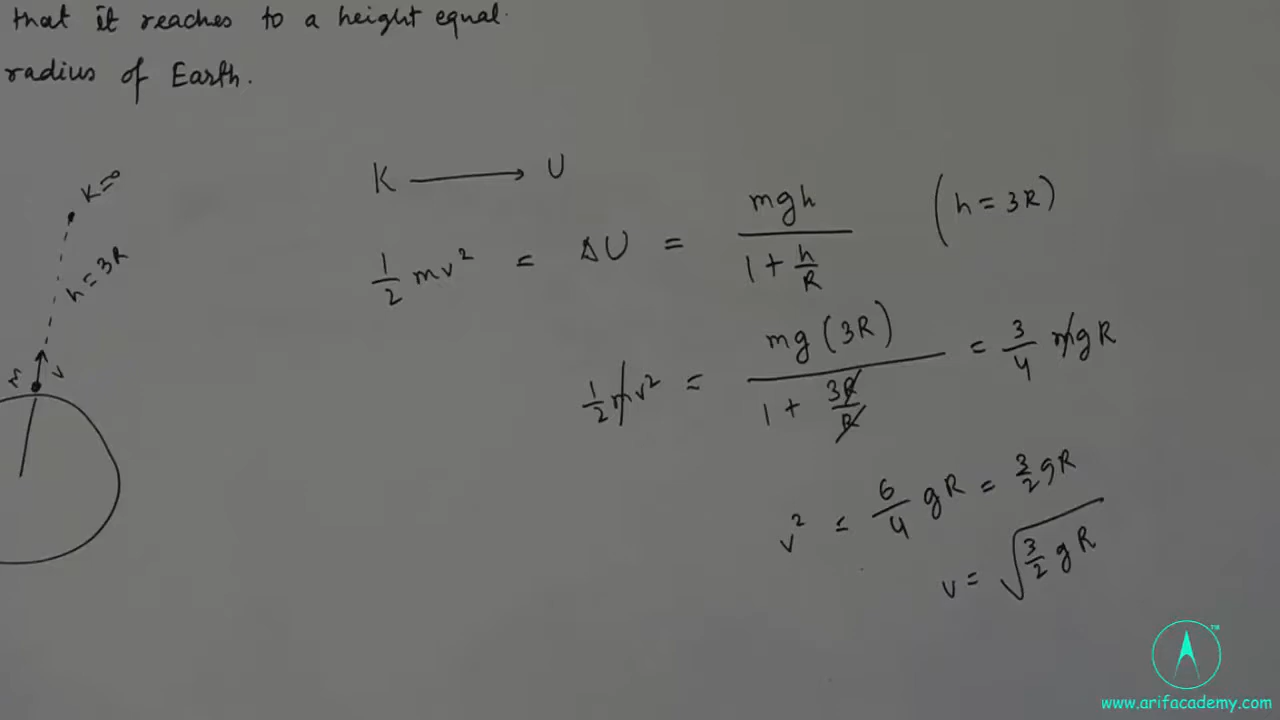 that it reaches to a height equal
radius of Earth.
K = 0
h = 3R
v
K ⟶ U
1/2 mv² = ΔU = mgh / (1 + h/R) (h = 3R)
1/2 mv² = mg(3R) / (1 + 3R/R) = 3/4 mgR
v² = 6/4 gR = 3/2 gR
v = √(3/2 gR)
TM
www.arifacademy.com